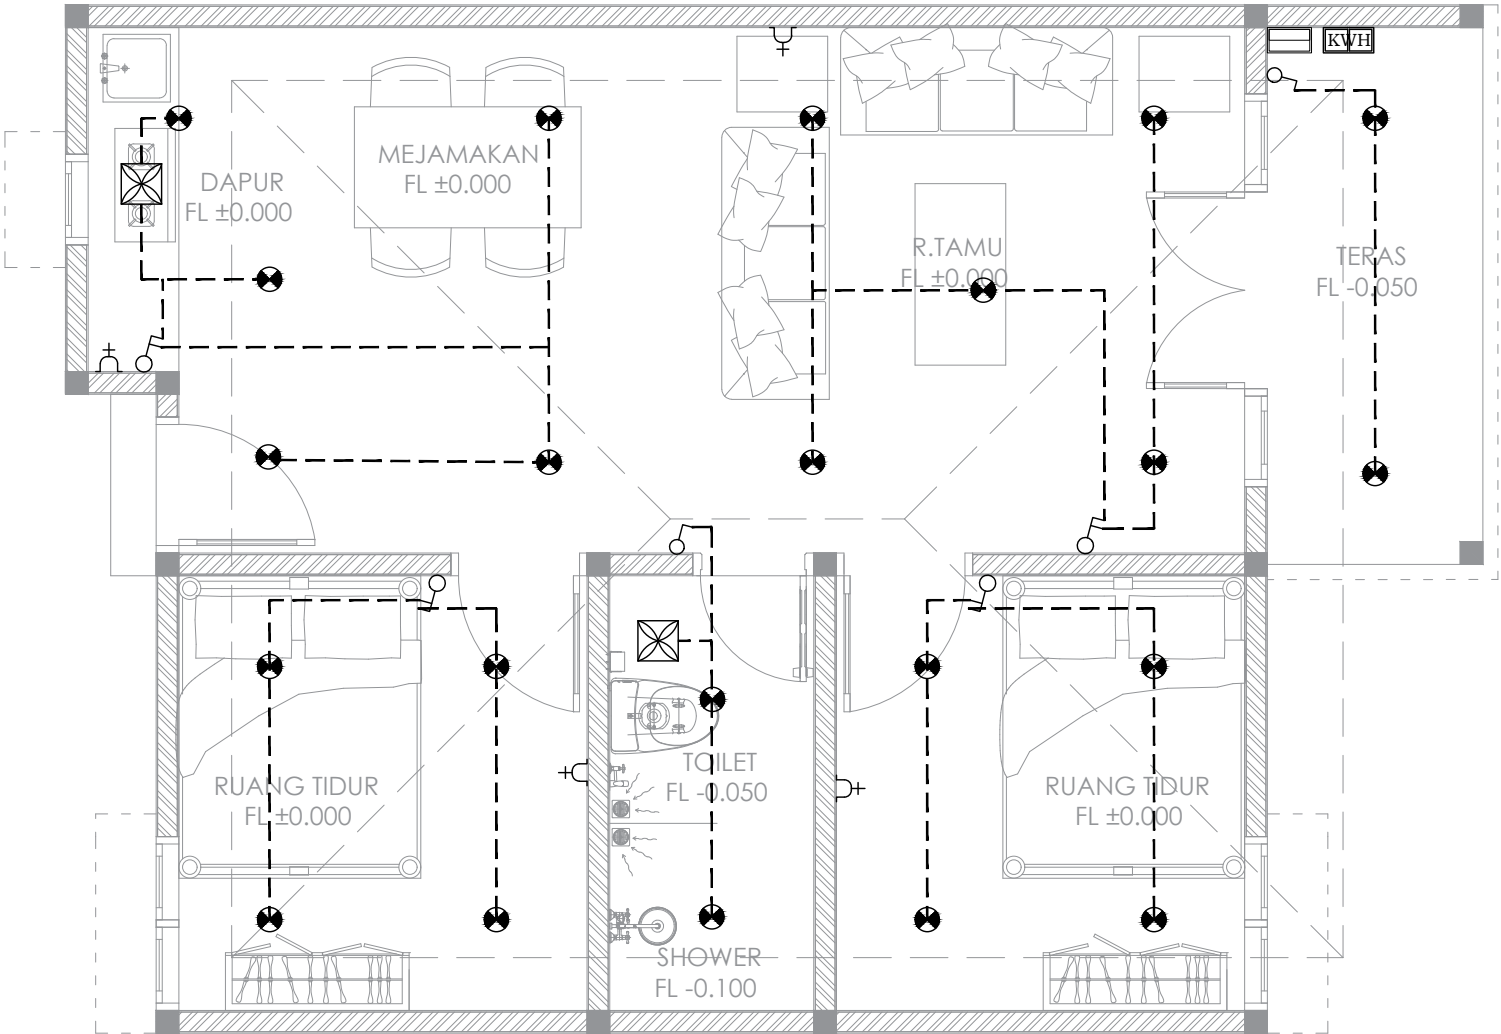 KWH
MEJAMAKAN
FL ±0.000
DAPUR
FL ±0.000
R.TAMU
FL ±0.000
TERAS
FL -0.050
TOILET
FL -0.050
RUANG TIDUR
FL ±0.000
RUANG TIDUR
FL ±0.000
SHOWER
FL -0.100